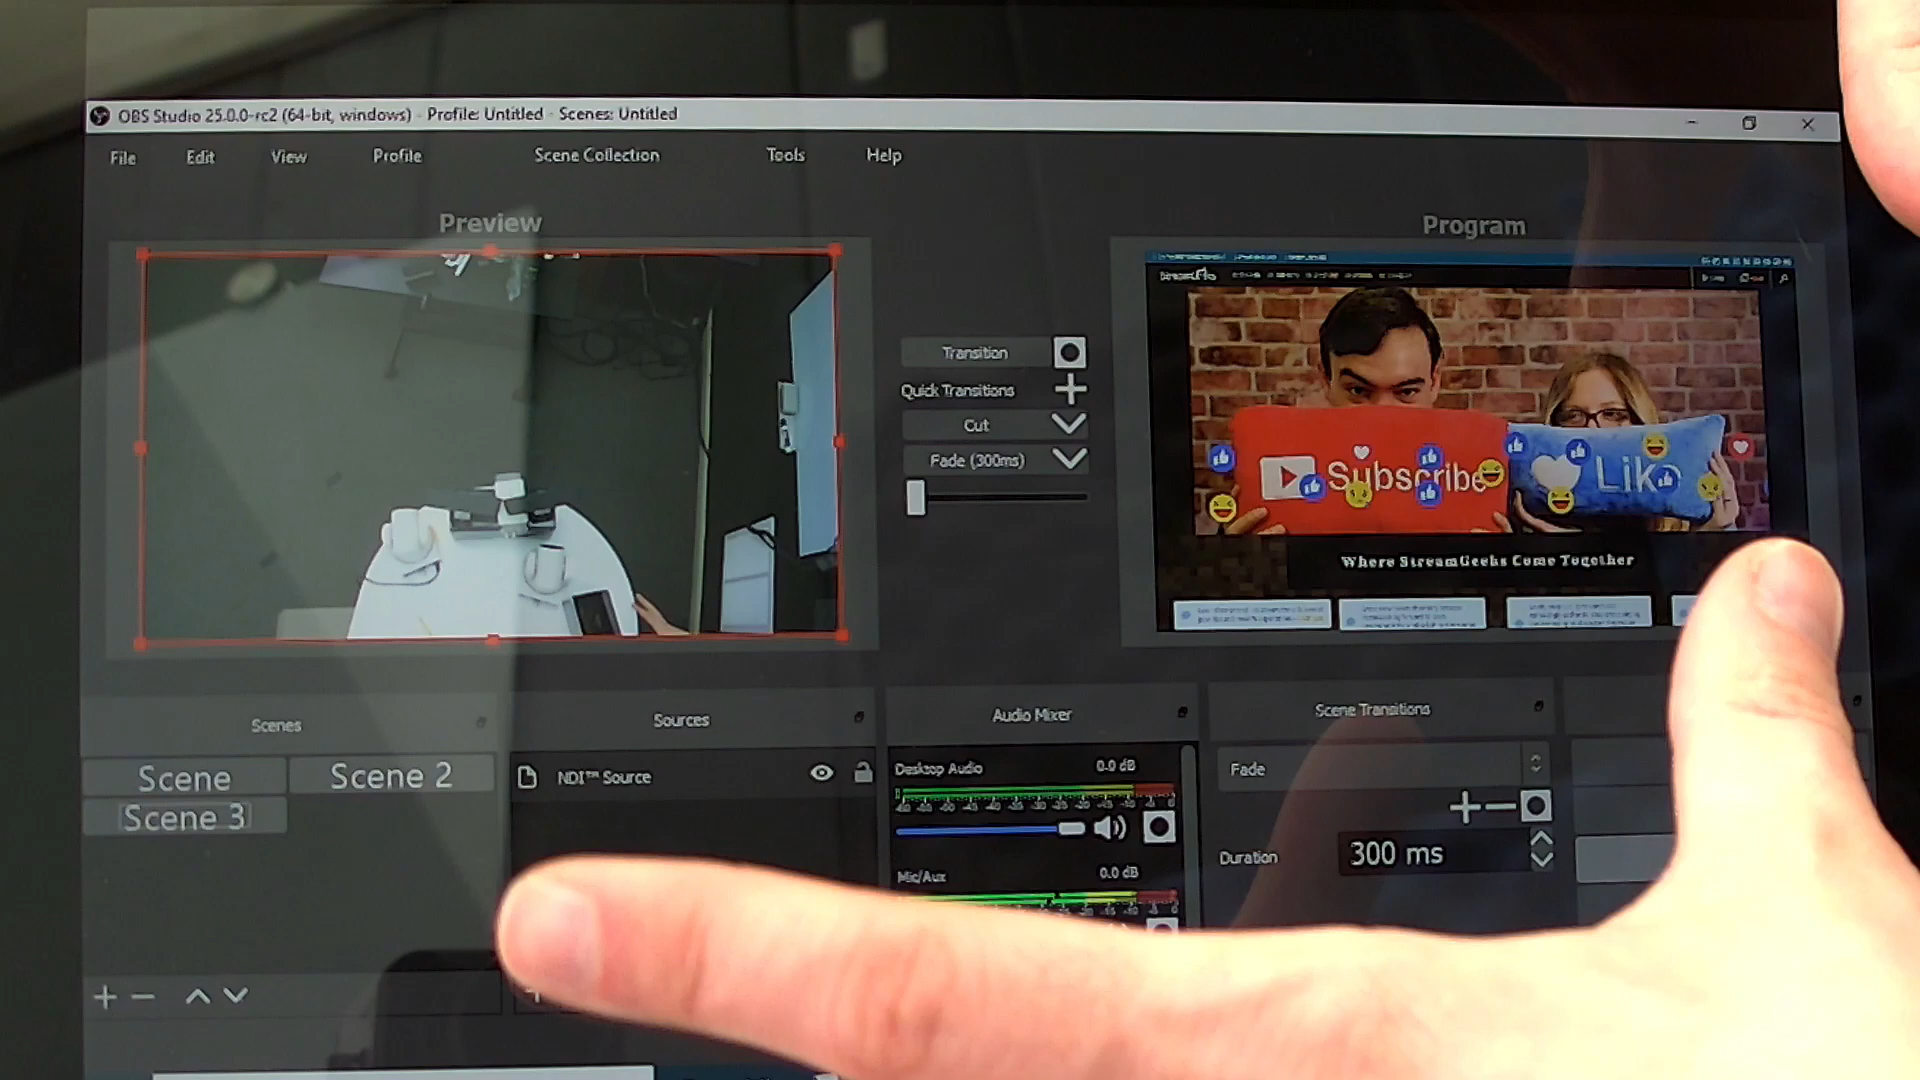 OBS Studio 25.0.0-rc2 (64-bit, windows) - Profile: Untitled - Scenes: Untitled
File Edit View Profile Scene Collection Tools Help
Preview
Program
Transition
Quick Transitions
Cut
Fade (300ms)
Subscribe
Like
Where StreamGeeks Come Together
Scenes
Sources
Audio Mixer
Scene Transitions
Scene
Scene 2
Scene 3
NDI™ Source
Desktop Audio 0.0 dB
Mic/Aux 0.0 dB
Fade
Duration 300 ms